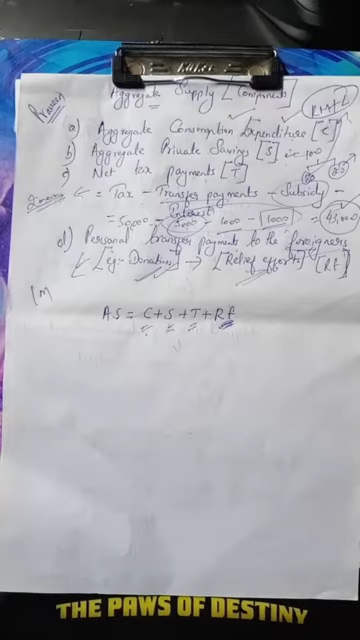 Aggregate Supply [Components]
a) Aggregate Consumption Expenditure [C]
b) Aggregate Private Savings [S]
c) Net tax payments [T]
= Tax - Transfer payments - Subsidy -
Interest
= 50,000 - 5000 - 1000 - 1000 = 43,000
d) Personal transfer payments to the foreigners
[eg:- Donations] → [Relief efforts] [Rf]
AS = C+S+T+Rf
THE PAWS OF DESTINY